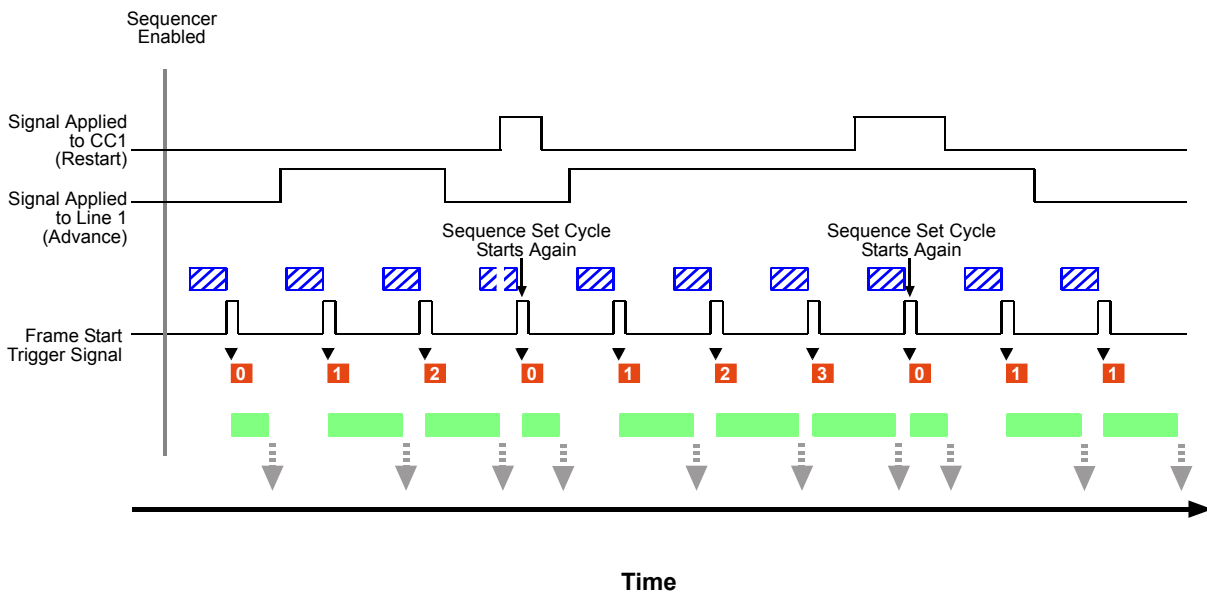 Sequencer
Enabled
Signal Applied
to CC1
(Restart)
Signal Applied
to Line 1
(Advance)
Sequence Set Cycle
Starts Again
Sequence Set Cycle
Starts Again
Frame Start
Trigger Signal
0 1 2 0 1 2 3 0 1 1
Time